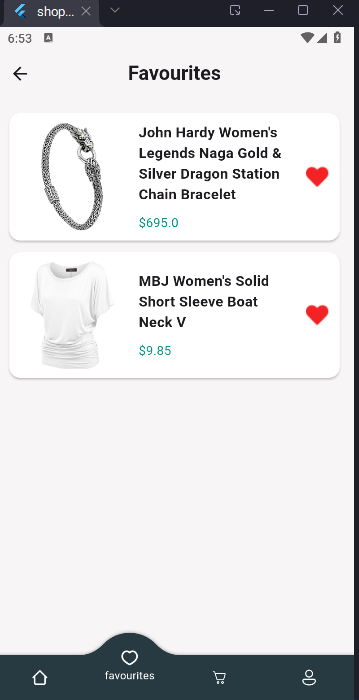 shop...
6:53
Favourites
John Hardy Women's
Legends Naga Gold &
Silver Dragon Station
Chain Bracelet
$695.0
MBJ Women's Solid
Short Sleeve Boat
Neck V
$9.85
favourites